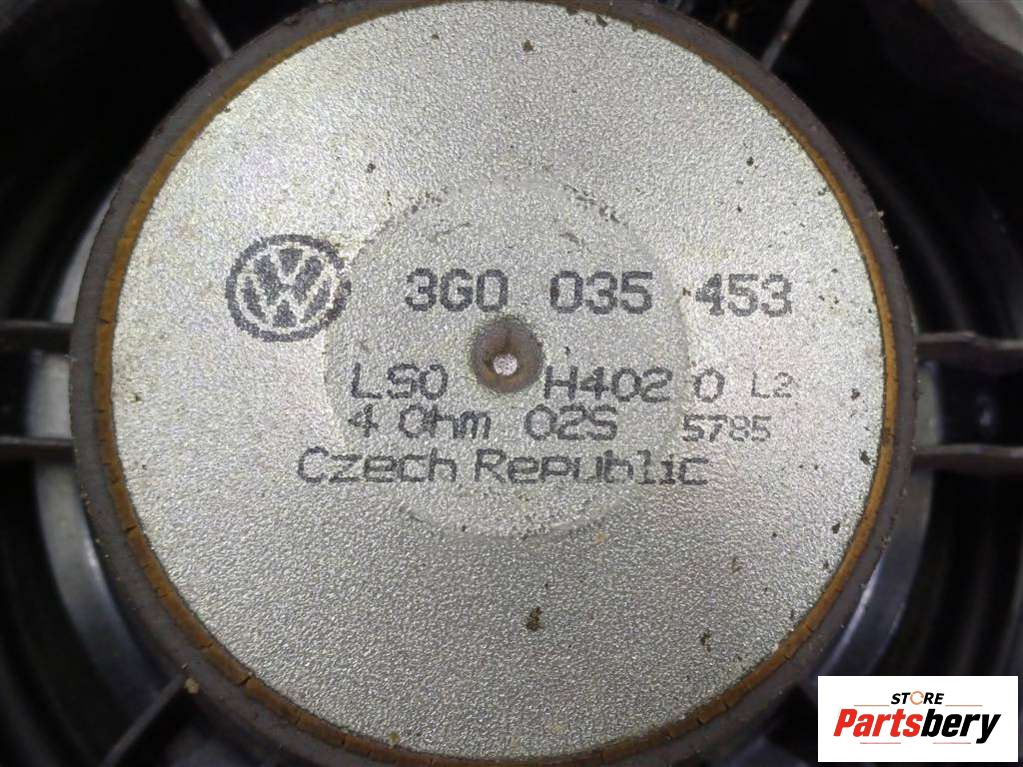 3G0 035 453
LS0 H402 0 L2
4 Ohm 02S 5785
Czech Republic
STORE
Partsbery